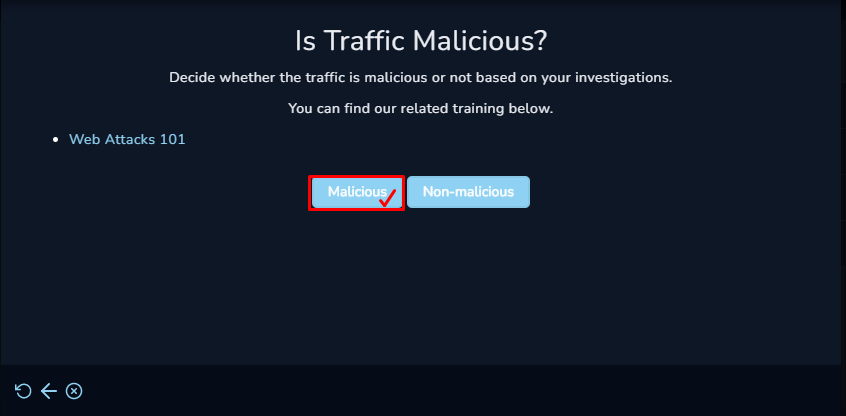 Is Traffic Malicious?
Decide whether the traffic is malicious or not based on your investigations.
You can find our related training below.
Web Attacks 101
Malicious Non-malicious